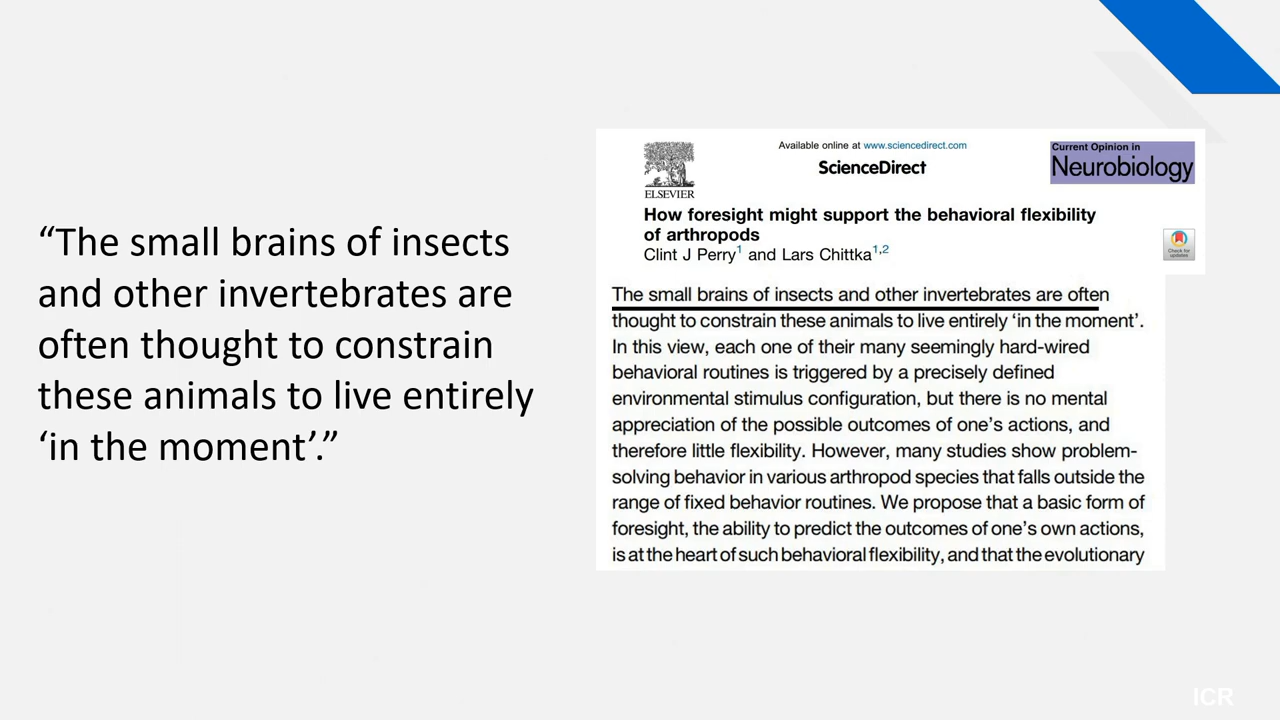 “The small brains of insects
and other invertebrates are
often thought to constrain
these animals to live entirely
‘in the moment’.”
ELSEVIER
Available online at www.sciencedirect.com
ScienceDirect
Current Opinion in
Neurobiology
How foresight might support the behavioral flexibility
of arthropods
Clint J Perry1 and Lars Chittka1,2
Check for
updates
The small brains of insects and other invertebrates are often
thought to constrain these animals to live entirely ‘in the moment’.
In this view, each one of their many seemingly hard-wired
behavioral routines is triggered by a precisely defined
environmental stimulus configuration, but there is no mental
appreciation of the possible outcomes of one’s actions, and
therefore little flexibility. However, many studies show problem-
solving behavior in various arthropod species that falls outside the
range of fixed behavior routines. We propose that a basic form of
foresight, the ability to predict the outcomes of one’s own actions,
is at the heart of such behavioral flexibility, and that the evolutionary
ICR